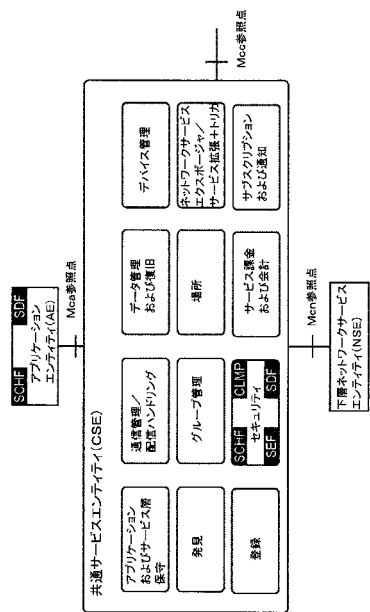 SCHF SDF
アプリケーション
エンティティ(AE)
Mca参照点
共通サービスエンティティ(CSE)
Mcc参照点
アプリケーション
およびサービス層
保守
通信管理/
配信ハンドリング
データ管理
および復旧
デバイス管理
発見
グループ管理
場所
ネットワークサービス
エクスポージャ/
サービス拡張+トリガ
登録
SCHF CLMP
セキュリティ
SEF SDF
サービス課金
および会計
サブスクリプション
および通知
Mcn参照点
下層ネットワークサービス
エンティティ(NSE)